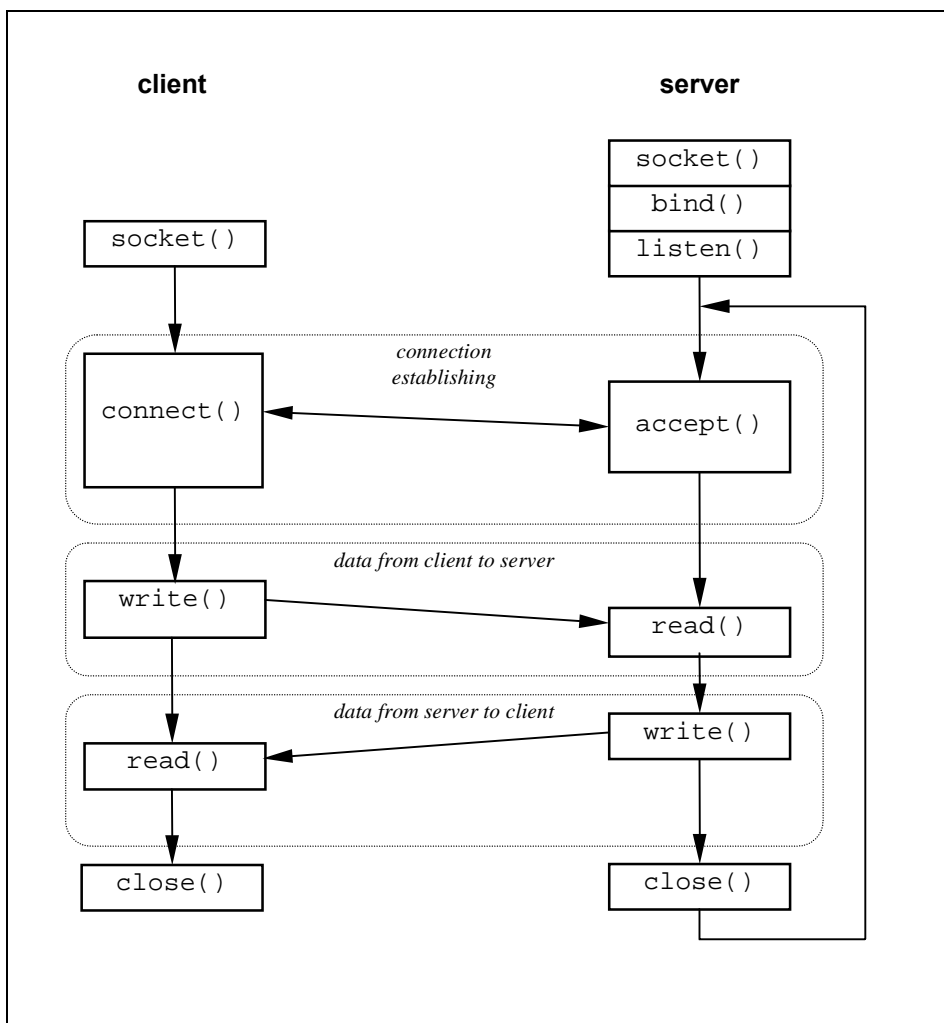 client
server
socket()
bind()
listen()
socket()
connection
establishing
connect()
accept()
data from client to server
write()
read()
data from server to client
write()
read()
close()
close()